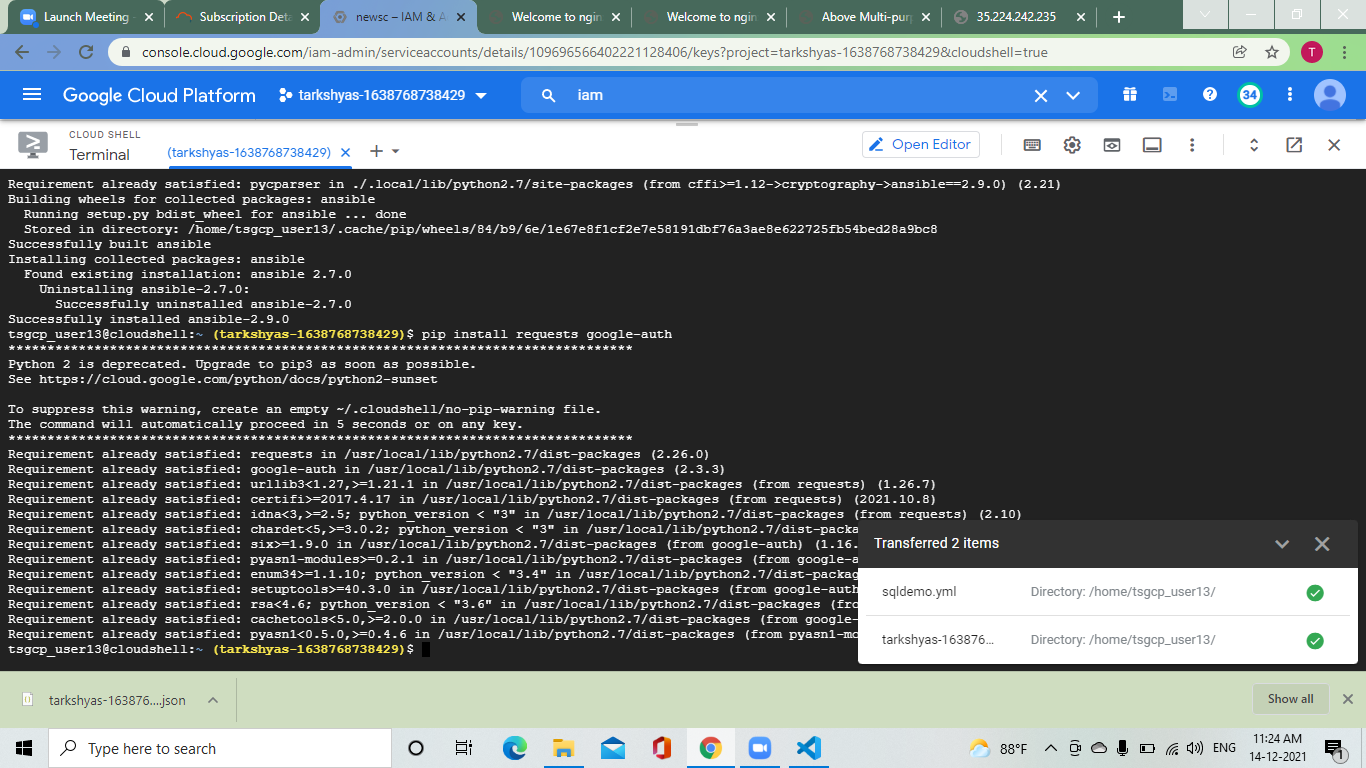 Launch Meeting -
Subscription Deta
newsc – IAM & A
Welcome to ngin
Welcome to ngin
Above Multi-pur
35.224.242.235
console.cloud.google.com/iam-admin/serviceaccounts/details/109696566402221128406/keys?project=tarkshyas-1638768738429&cloudshell=true
T
Google Cloud Platform
tarkshyas-1638768738429
iam
34
CLOUD SHELL
Terminal
(tarkshyas-1638768738429)
Open Editor
Requirement already satisfied: pycparser in ./.local/lib/python2.7/site-packages (from cffi>=1.12->cryptography->ansible==2.9.0) (2.21)
Building wheels for collected packages: ansible
Running setup.py bdist_wheel for ansible ... done
Stored in directory: /home/tsgcp_user13/.cache/pip/wheels/84/b9/6e/1e67e8f1cf2e7e58191dbf76a3ae8e622725fb54bed28a9bc8
Successfully built ansible
Installing collected packages: ansible
Found existing installation: ansible 2.7.0
Uninstalling ansible-2.7.0:
Successfully uninstalled ansible-2.7.0
Successfully installed ansible-2.9.0
tsgcp_user13@cloudshell:~ (tarkshyas-1638768738429)$ pip install requests google-auth
********************************************************************************
Python 2 is deprecated. Upgrade to pip3 as soon as possible.
See https://cloud.google.com/python/docs/python2-sunset
To suppress this warning, create an empty ~/.cloudshell/no-pip-warning file.
The command will automatically proceed in 5 seconds or on any key.
********************************************************************************
Requirement already satisfied: requests in /usr/local/lib/python2.7/dist-packages (2.26.0)
Requirement already satisfied: google-auth in /usr/local/lib/python2.7/dist-packages (2.3.3)
Requirement already satisfied: urllib3<1.27,>=1.21.1 in /usr/local/lib/python2.7/dist-packages (from requests) (1.26.7)
Requirement already satisfied: certifi>=2017.4.17 in /usr/local/lib/python2.7/dist-packages (from requests) (2021.10.8)
Requirement already satisfied: idna<3,>=2.5; python_version < "3" in /usr/local/lib/python2.7/dist-packages (from requests) (2.10)
Requirement already satisfied: chardet<5,>=3.0.2; python_version < "3" in /usr/local/lib/python2.7/dist-packa
Requirement already satisfied: six>=1.9.0 in /usr/local/lib/python2.7/dist-packages (from google-auth) (1.16.
Requirement already satisfied: pyasn1-modules>=0.2.1 in /usr/local/lib/python2.7/dist-packages (from google-a
Requirement already satisfied: enum34>=1.1.10; python_version < "3.4" in /usr/local/lib/python2.7/dist-packag
Requirement already satisfied: setuptools>=40.3.0 in /usr/local/lib/python2.7/dist-packages (from google-auth
Requirement already satisfied: rsa<4.6; python_version < "3.6" in /usr/local/lib/python2.7/dist-packages (fro
Requirement already satisfied: cachetools<5.0,>=2.0.0 in /usr/local/lib/python2.7/dist-packages (from google-
Requirement already satisfied: pyasn1<0.5.0,>=0.4.6 in /usr/local/lib/python2.7/dist-packages (from pyasn1-mo
tsgcp_user13@cloudshell:~ (tarkshyas-1638768738429)$
Transferred 2 items
sqldemo.yml Directory: /home/tsgcp_user13/
tarkshyas-163876... Directory: /home/tsgcp_user13/
tarkshyas-163876....json
Show all
Type here to search
88°F
ENG
11:24 AM
14-12-2021
1